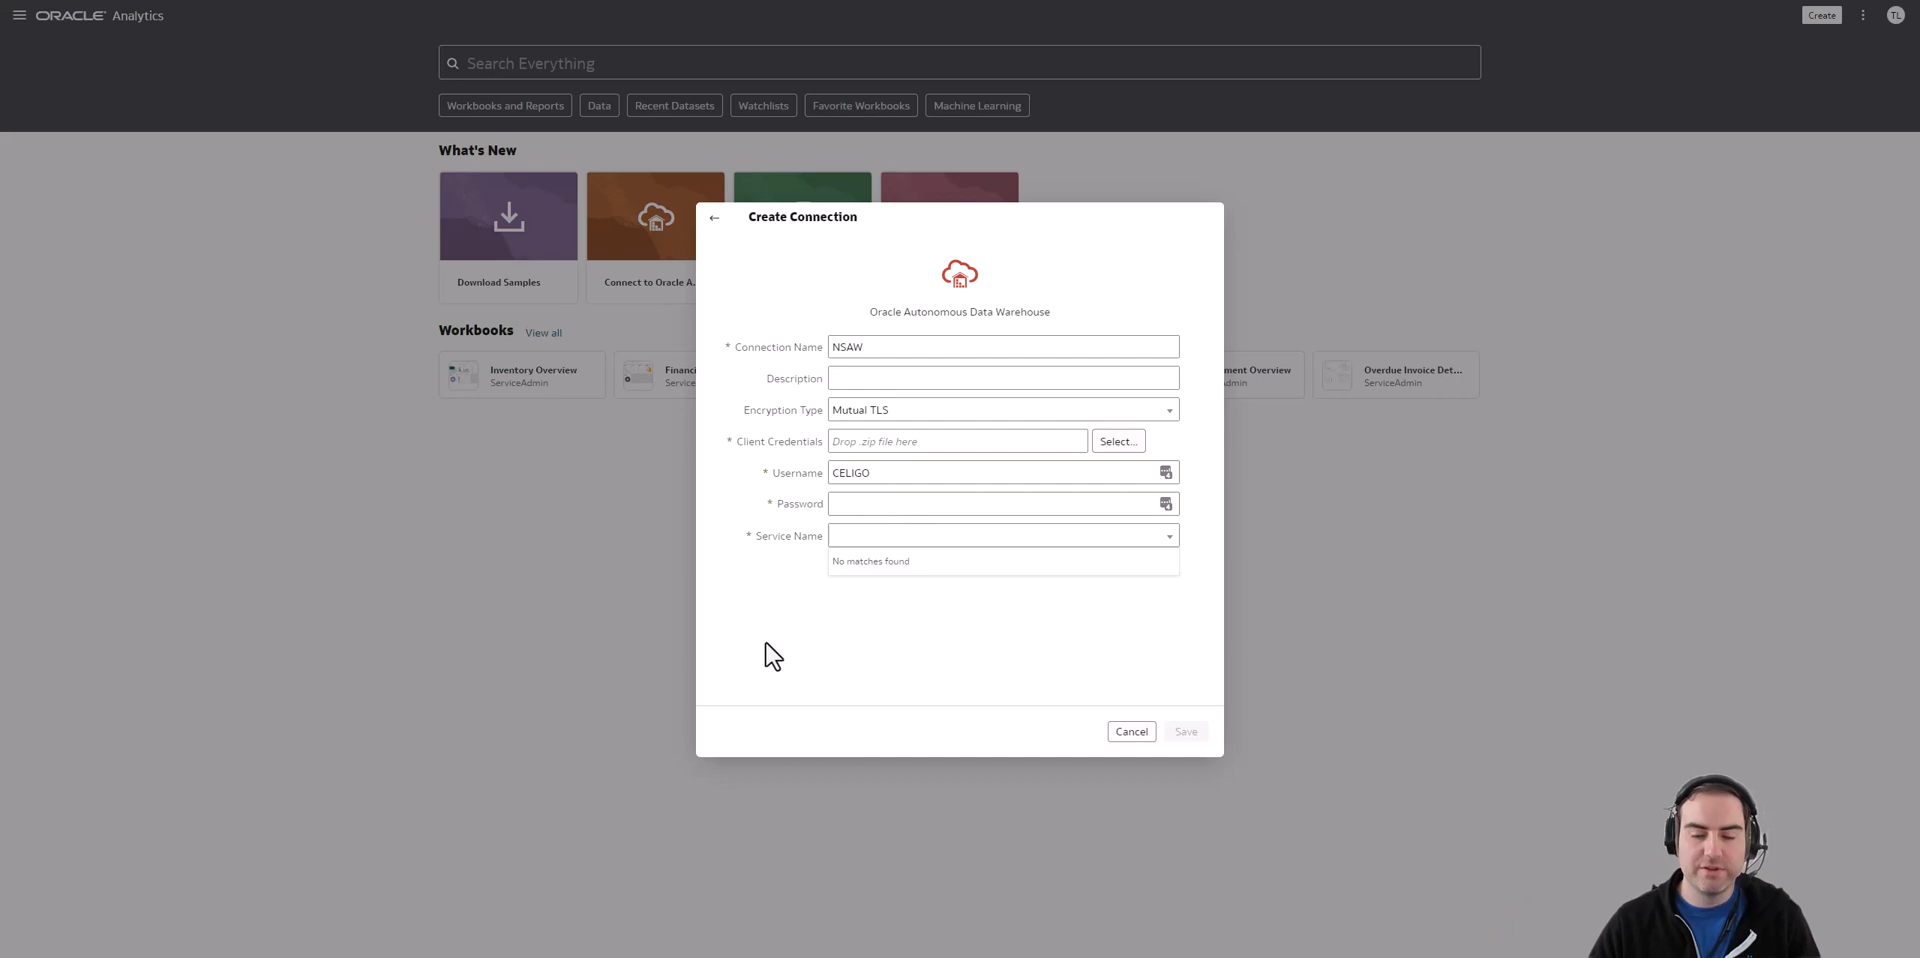 ORACLE Analytics
Create
TL
Search Everything
Workbooks and Reports
Data
Recent Datasets
Watchlists
Favorite Workbooks
Machine Learning
What's New
Download Samples
Connect to Oracle A..
Workbooks View all
Inventory Overview
ServiceAdmin
Financi
Service
ment Overview
Admin
Overdue Invoice Det...
ServiceAdmin
Create Connection
Oracle Autonomous Data Warehouse
* Connection Name NSAW
Description
Encryption Type Mutual TLS
* Client Credentials Drop .zip file here Select...
* Username CELIGO
* Password
* Service Name
No matches found
Cancel
Save